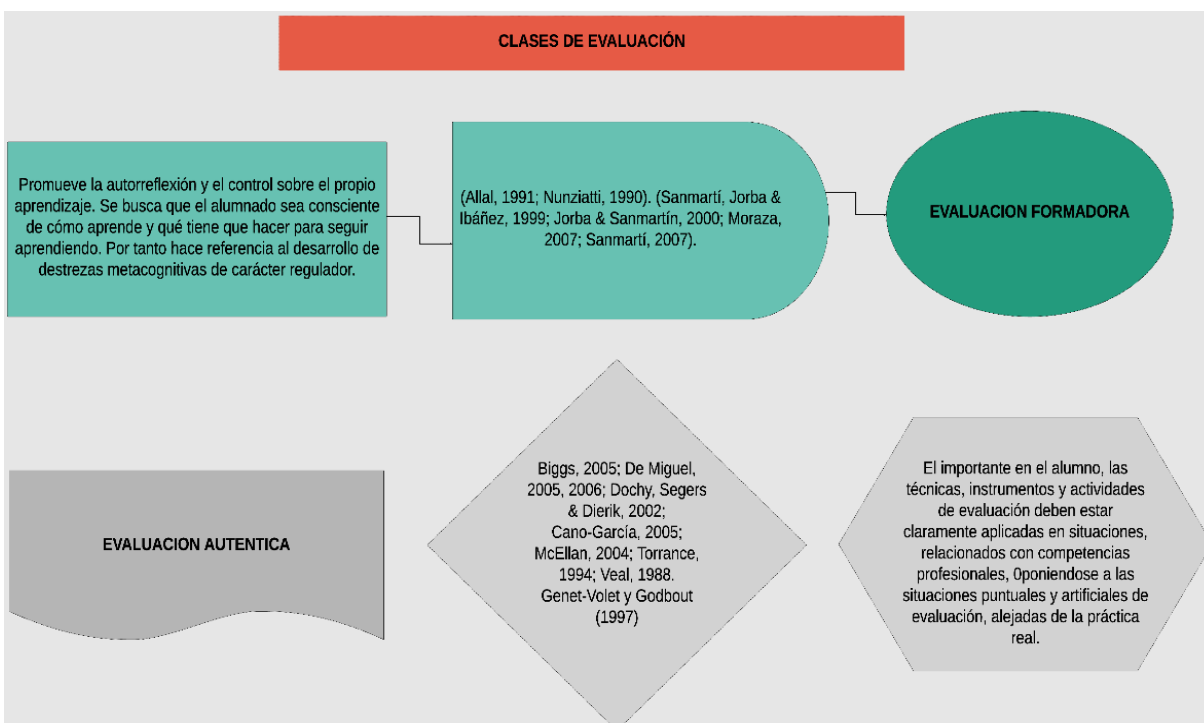 CLASES DE EVALUACIÓN
Promueve la autorreflexión y el control sobre el propio
aprendizaje. Se busca que el alumnado sea consciente
de cómo aprende y qué tiene que hacer para seguir
aprendiendo. Por tanto hace referencia al desarrollo de
destrezas metacognitivas de carácter regulador.
(Allal, 1991; Nunziatti, 1990). (Sanmartí, Jorba &
Ibáñez, 1999; Jorba & Sanmartín, 2000; Moraza,
2007; Sanmartí, 2007).
EVALUACION FORMADORA
EVALUACION AUTENTICA
Biggs, 2005; De Miguel,
2005, 2006; Dochy, Segers
& Dierik, 2002;
Cano-García, 2005;
McEllan, 2004; Torrance,
1994; Veal, 1988.
Genet-Volet y Godbout
(1997)
El importante en el alumno, las
técnicas, instrumentos y actividades
de evaluación deben estar
claramente aplicadas en situaciones,
relacionados con competencias
profesionales, 0poniendose a las
situaciones puntuales y artificiales de
evaluación, alejadas de la práctica
real.